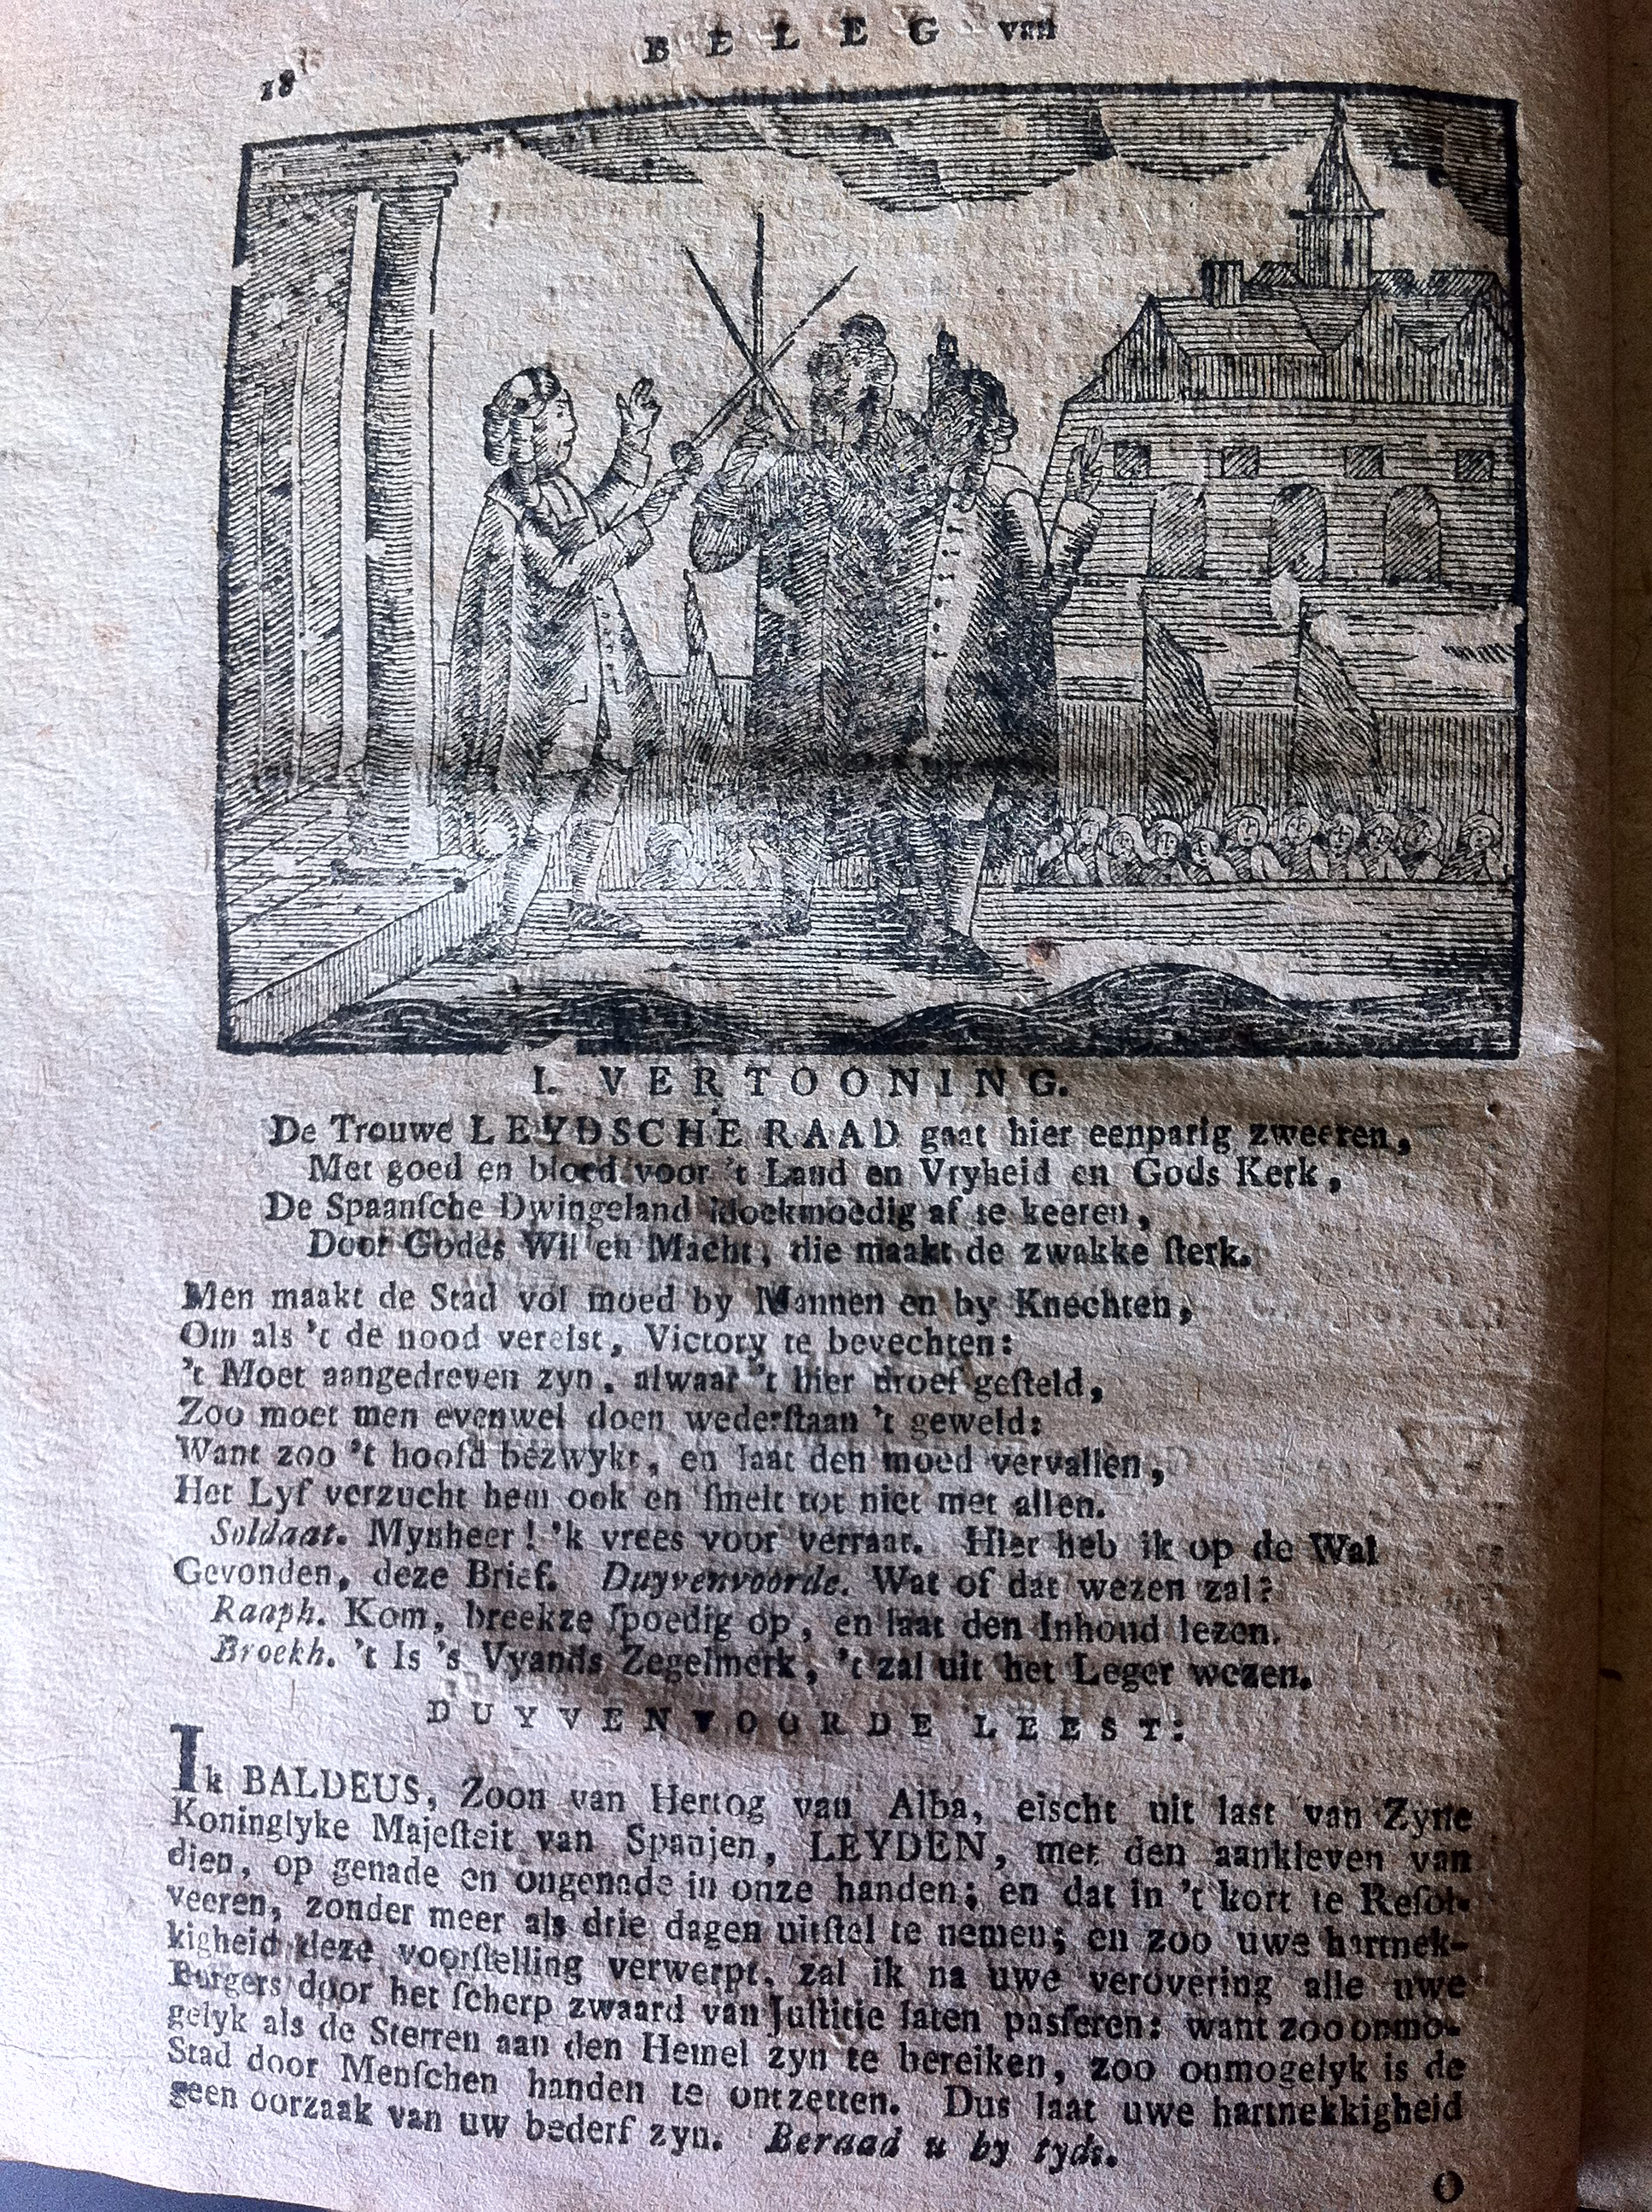 18
BELEG van
I. VERTOONING.
De Trouwe LEYDSCHE RAAD gaat hier eenparig zweeren,
Met goed en bloed voor 't Land en Vryheid en Gods Kerk,
De Spaanſche Dwingeland kloekmoedig af te keeren,
Door Godes Wil en Macht, die maakt de zwakke ſterk.
Men maakt de Stad vol moed by Mannen en by Knechten,
Om als 't de nood vereist, Victory te bevechten:
't Moet aangedreven zyn, alwaar 't hier droef geſteld,
Zoo moet men evenwel doen wederſtaan 't geweld:
Want zoo 't hoofd bezwykt, en laat den moed vervallen,
Het Lyf verzucht hem ook en ſmelt tot niet met allen.
Soldaat. Mynheer! 'k vrees voor verraat. Hier heb ik op de Wal
Gevonden, deze Brief. Duyvenvoorde. Wat of dat wezen zal?
Raaph. Kom, breekze ſpoedig op, en laat den Inhoud lezen.
Broekh. 't Is 's Vyands Zegelmerk, 't zal uit het Leger wezen.
DUYVENVOORDE LEEST:
Ik BALDEUS, Zoon van Hertog van Alba, eischt uit last van Zyne
Koninglyke Majeſteit van Spanjen, LEYDEN, met den aankleven van
dien, op genade en ongenade in onze handen; en dat in 't kort te Reſol-
veeren, zonder meer als drie dagen uitſtel te nemen; en zoo uwe hartnek-
kigheid deze voorſtelling verwerpt, zal ik na uwe verovering alle uwe
Burgers door het ſcherp zwaard van Juſtitie laten pasſeren: want zoo onmo-
gelyk als de Sterren aan den Hemel zyn te bereiken, zoo onmogelyk is de
Stad door Menſchen handen te ontzetten. Dus laat uwe hartnekkigheid
geen oorzaak van uw bederf zyn. Beraad u by tyds.
O